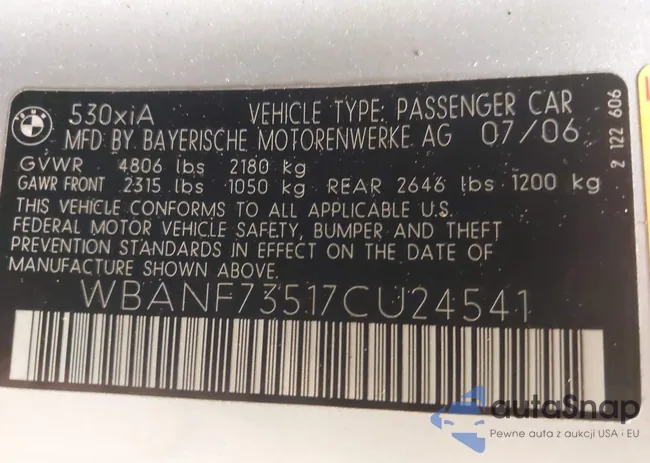 530xiA VEHICLE TYPE: PASSENGER CAR
MFD BY BAYERISCHE MOTORENWERKE AG 07/06
GVWR 4806 lbs 2180 kg
GAWR FRONT 2315 lbs 1050 kg REAR 2646 lbs 1200 kg
THIS VEHICLE CONFORMS TO ALL APPLICABLE U.S.
FEDERAL MOTOR VEHICLE SAFETY, BUMPER AND THEFT
PREVENTION STANDARDS IN EFFECT ON THE DATE OF
MANUFACTURE SHOWN ABOVE.
WBANF73517CU24541
2 122 606
autoSnap
Pewne auta z aukcji USA i EU